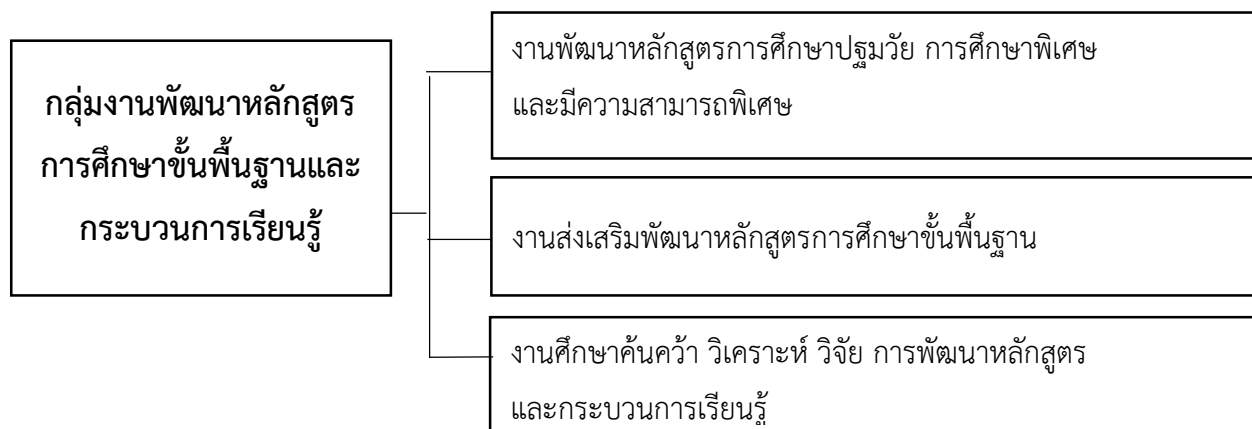 กลุ่มงานพัฒนาหลักสูตร
การศึกษาขั้นพื้นฐานและ
กระบวนการเรียนรู้
งานพัฒนาหลักสูตรการศึกษาปฐมวัย การศึกษาพิเศษ
และมีความสามารถพิเศษ
งานส่งเสริมพัฒนาหลักสูตรการศึกษาขั้นพื้นฐาน
งานศึกษาค้นคว้า วิเคราะห์ วิจัย การพัฒนาหลักสูตร
และกระบวนการเรียนรู้